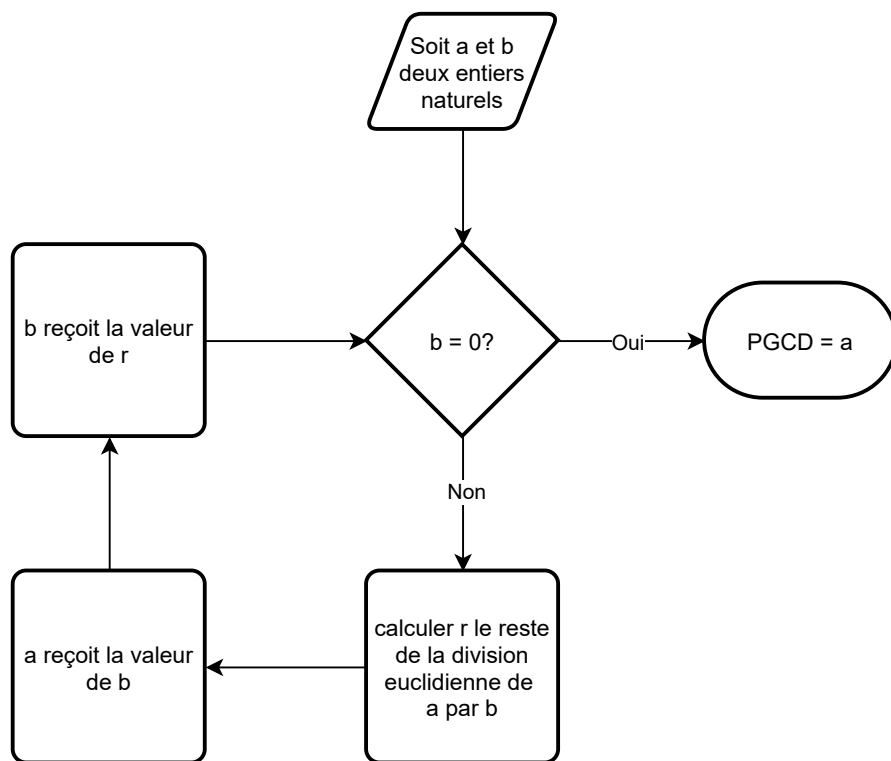 Soit a et b
deux entiers
naturels
b reçoit la valeur
de r
b = 0?
Oui
PGCD = a
Non
a reçoit la valeur
de b
calculer r le reste
de la division
euclidienne de
a par b